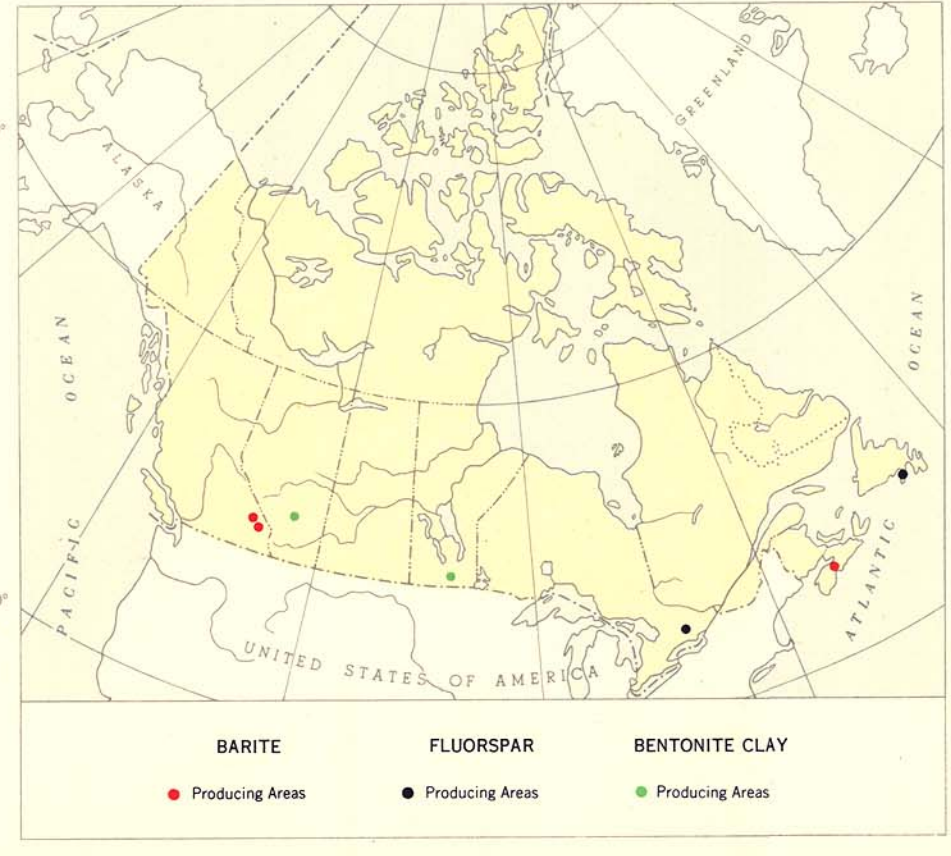 GREENLAND
ALASKA
PACIFIC OCEAN
ATLANTIC OCEAN
UNITED STATES OF AMERICA
BARITE
Producing Areas
FLUORSPAR
Producing Areas
BENTONITE CLAY
Producing Areas